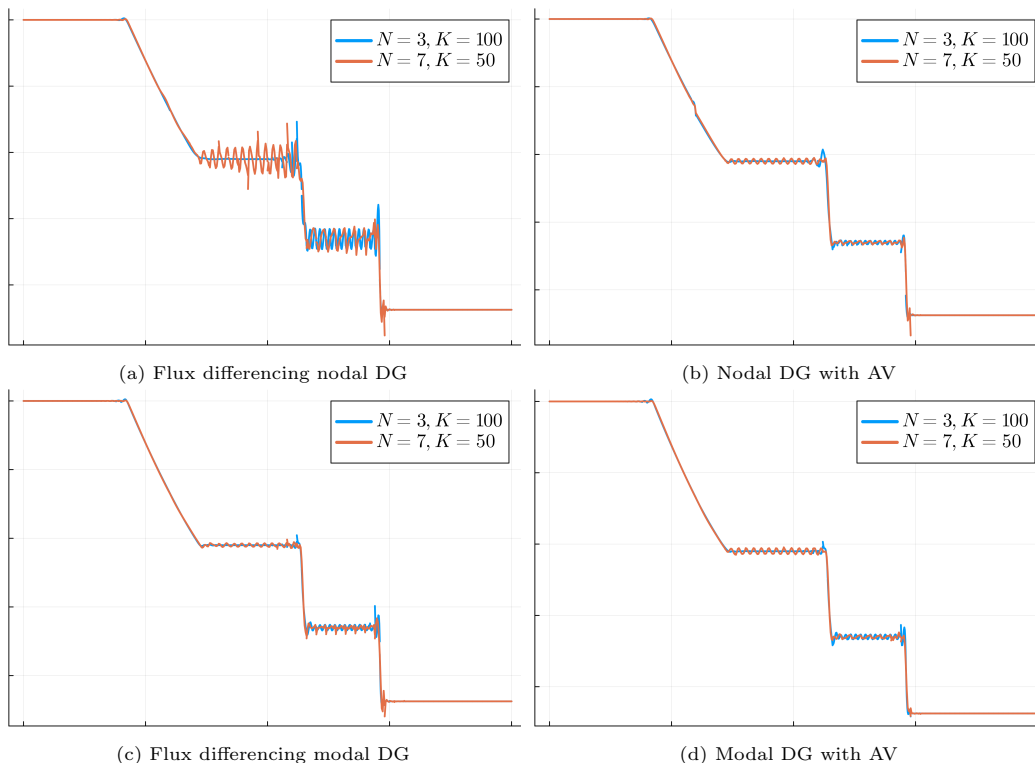 N = 3, K = 100
N = 7, K = 50
N = 3, K = 100
N = 7, K = 50
(a) Flux differencing nodal DG
(b) Nodal DG with AV
N = 3, K = 100
N = 7, K = 50
N = 3, K = 100
N = 7, K = 50
(c) Flux differencing modal DG
(d) Modal DG with AV